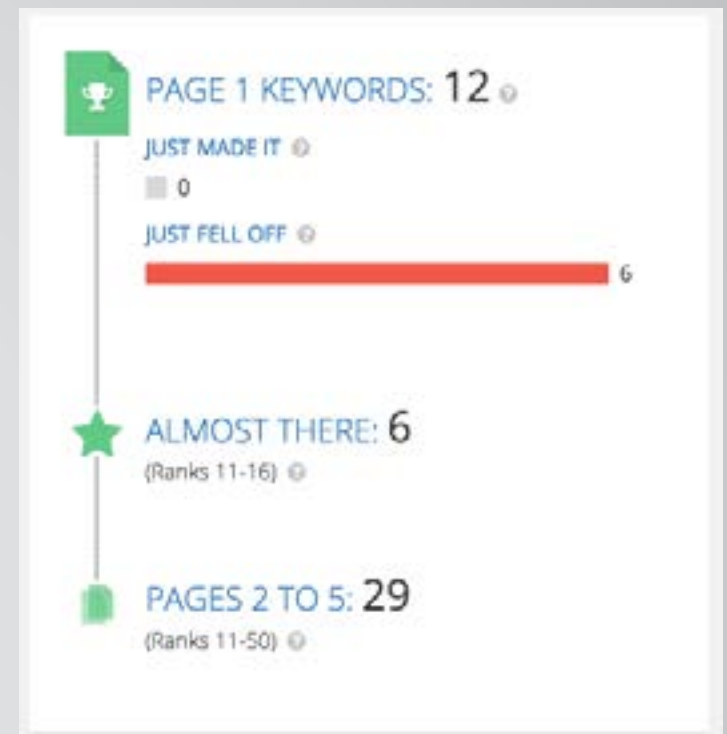 PAGE 1 KEYWORDS: 12 ?
JUST MADE IT ?
0
JUST FELL OFF ?
6
ALMOST THERE: 6
(Ranks 11-16) ?
PAGES 2 TO 5: 29
(Ranks 11-50) ?